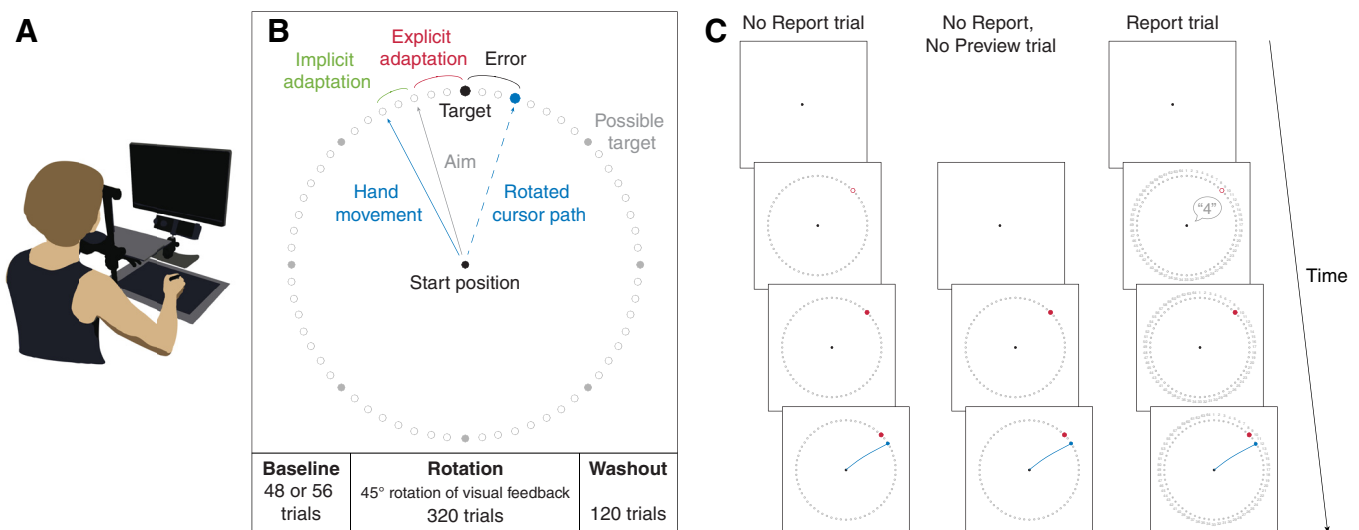 A
B
Explicit
adaptation
Implicit
adaptation
Error
Target
Possible
target
Aim
Hand
movement
Rotated
cursor path
Start position
Baseline
48 or 56
trials
Rotation
45° rotation of visual feedback
320 trials
Washout
120 trials
C
No Report trial
No Report,
No Preview trial
Report trial
"4"
Time